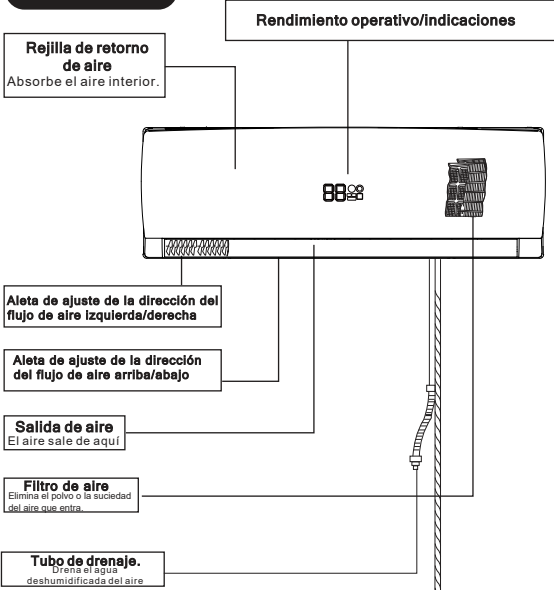 Rendimiento operativo/indicaciones
Rejilla de retorno
de aire
Absorbe el aire interior.
88
Aleta de ajuste de la dirección del
flujo de aire izquierda/derecha
Aleta de ajuste de la dirección
del flujo de aire arriba/abajo
Salida de aire
El aire sale de aquí
Filtro de aire
Elimina el polvo o la suciedad
del aire que entra.
Tubo de drenaje.
Drena el agua
deshumidificada del aire